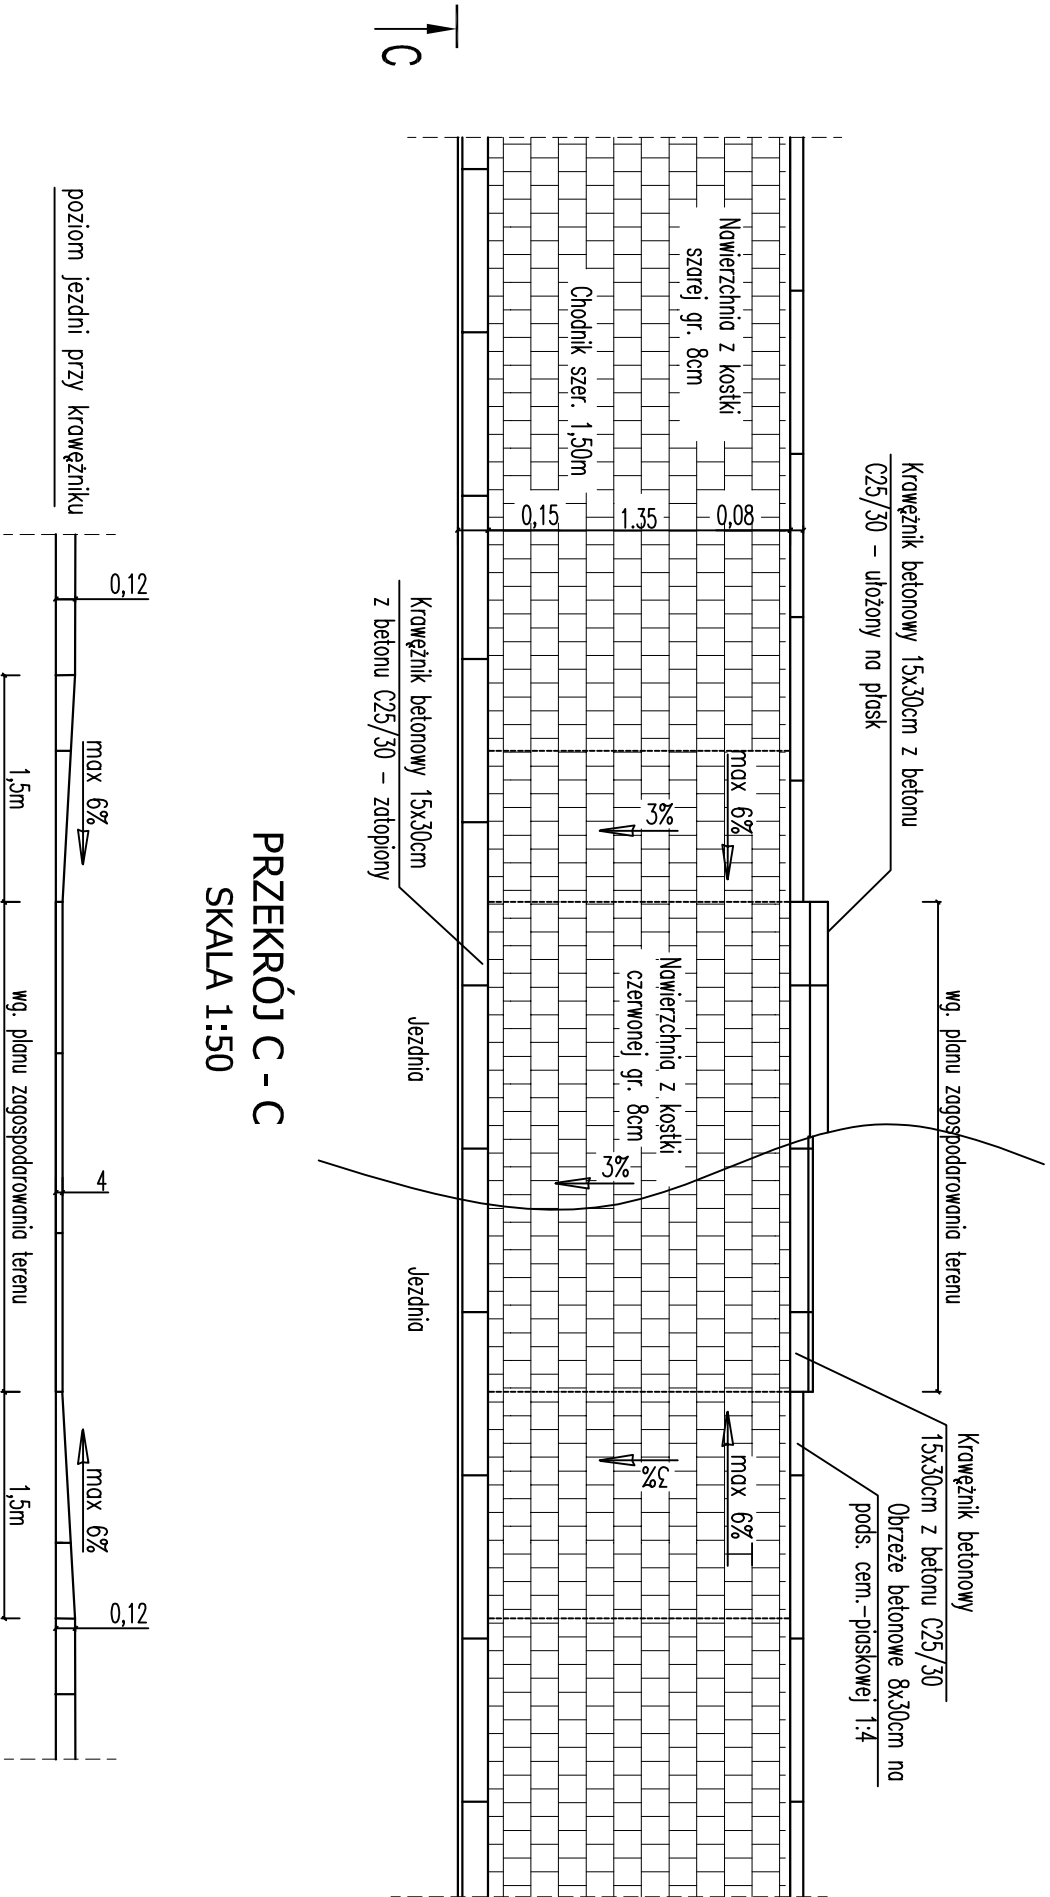 wg. planu zagospodarowania terenu
Krawężnik betonowy 15x30cm z betonu
C25/30 – ułożony na płask
Krawężnik betonowy
15x30cm z betonu C25/30
Obrzeże betonowe 8x30cm na
pods. cem.-piaskowej 1:4
Nawierzchnia z kostki
szarej gr. 8cm
Chodnik szer. 1,50m
0,08
1.35
0,15
max 6%
3%
Nawierzchnia z kostki
czerwonej gr. 8cm
3%
max 6%
3%
Krawężnik betonowy 15x30cm
z betonu C25/30 – zatopiony
Jezdnia
Jezdnia
C
PRZEKRÓJ C - C
SKALA 1:50
poziom jezdni przy krawężniku
0,12
max 6%
4
max 6%
0,12
1,5m
wg. planu zagospodarowania terenu
1,5m